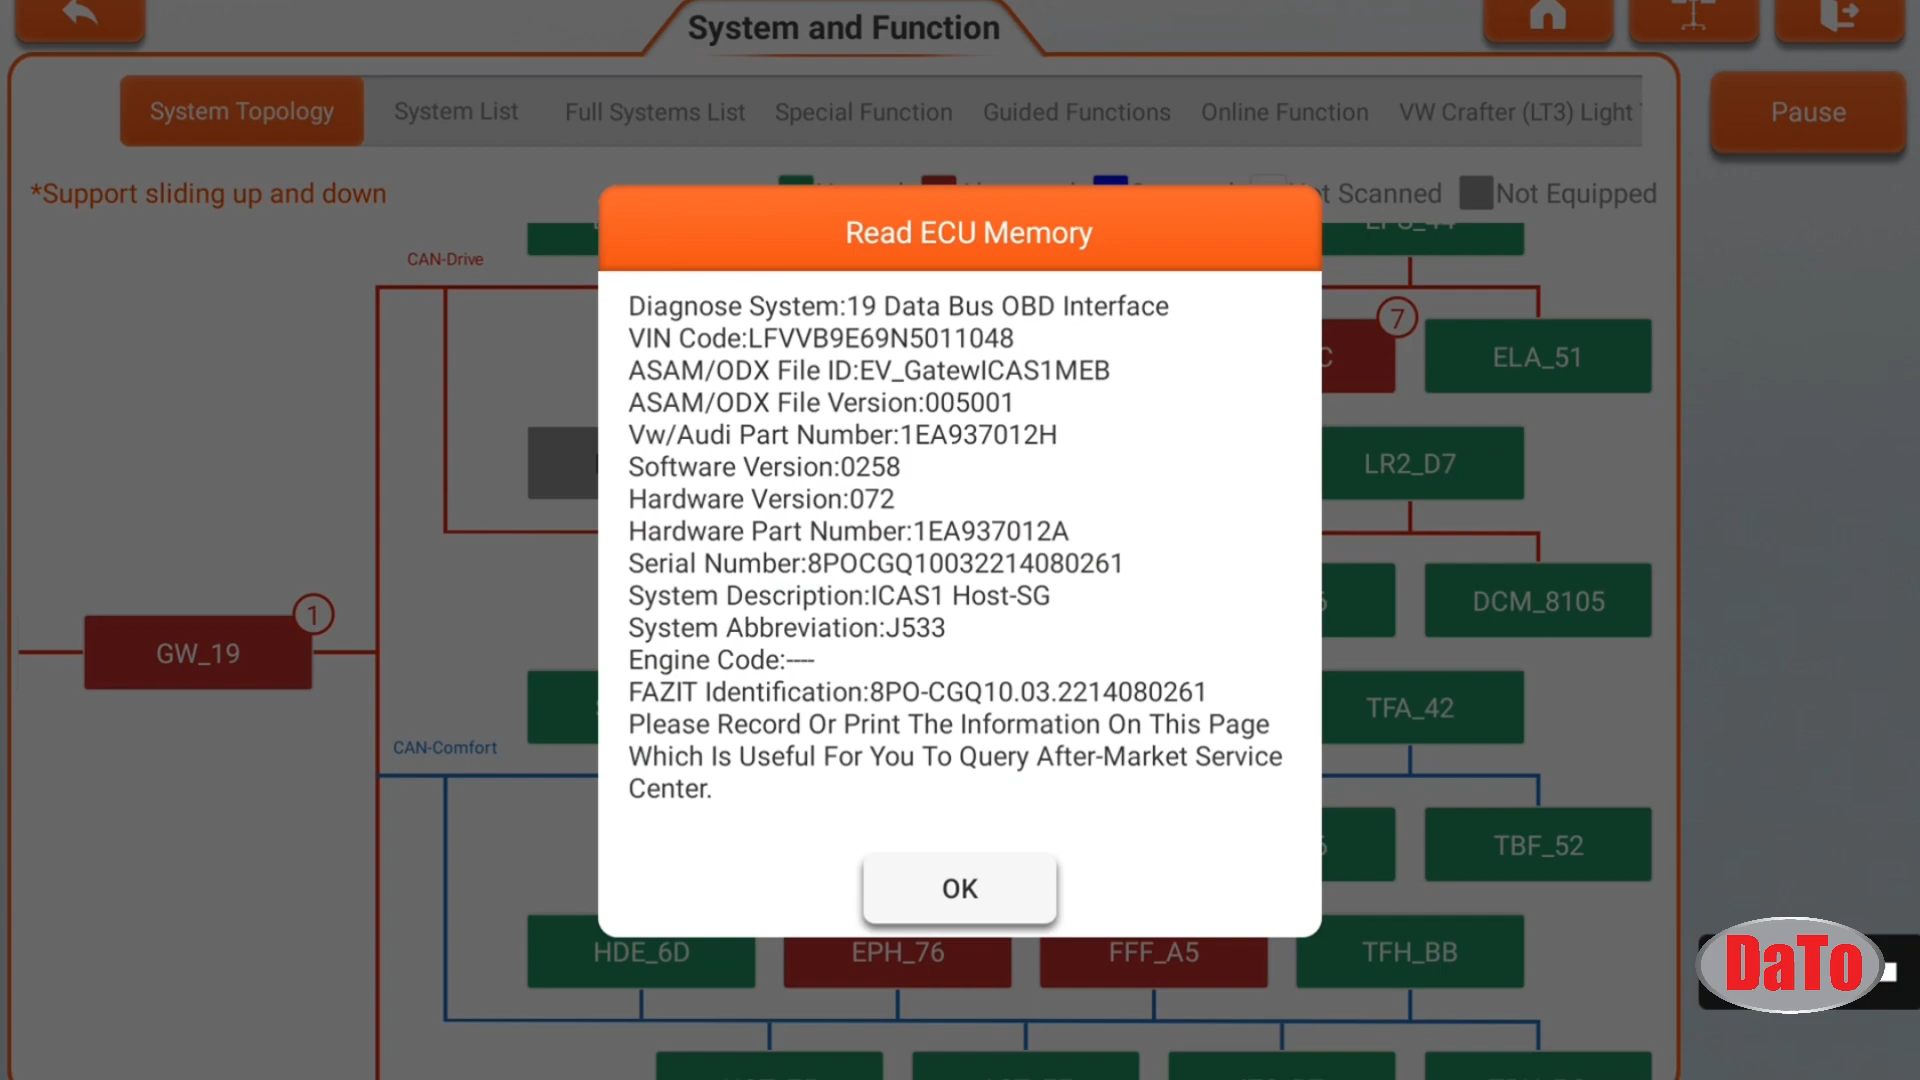 System and Function
System Topology
System List
Full Systems List
Special Function
Guided Functions
Online Function
VW Crafter (LT3) Light
Pause
*Support sliding up and down
Scanned
Not Equipped
CAN-Drive
Read ECU Memory
Diagnose System:19 Data Bus OBD Interface
VIN Code:LFVVB9E69N5011048
ASAM/ODX File ID:EV_GatewICAS1MEB
ASAM/ODX File Version:005001
Vw/Audi Part Number:1EA937012H
Software Version:0258
Hardware Version:072
Hardware Part Number:1EA937012A
Serial Number:8POCGQ10032214080261
System Description:ICAS1 Host-SG
System Abbreviation:J533
Engine Code:----
FAZIT Identification:8PO-CGQ10.03.2214080261
Please Record Or Print The Information On This Page
Which Is Useful For You To Query After-Market Service
Center.
OK
7
ELA_51
LR2_D7
DCM_8105
1
GW_19
TFA_42
CAN-Comfort
TBF_52
HDE_6D
EPH_76
FFF_A5
TFH_BB
DaTo